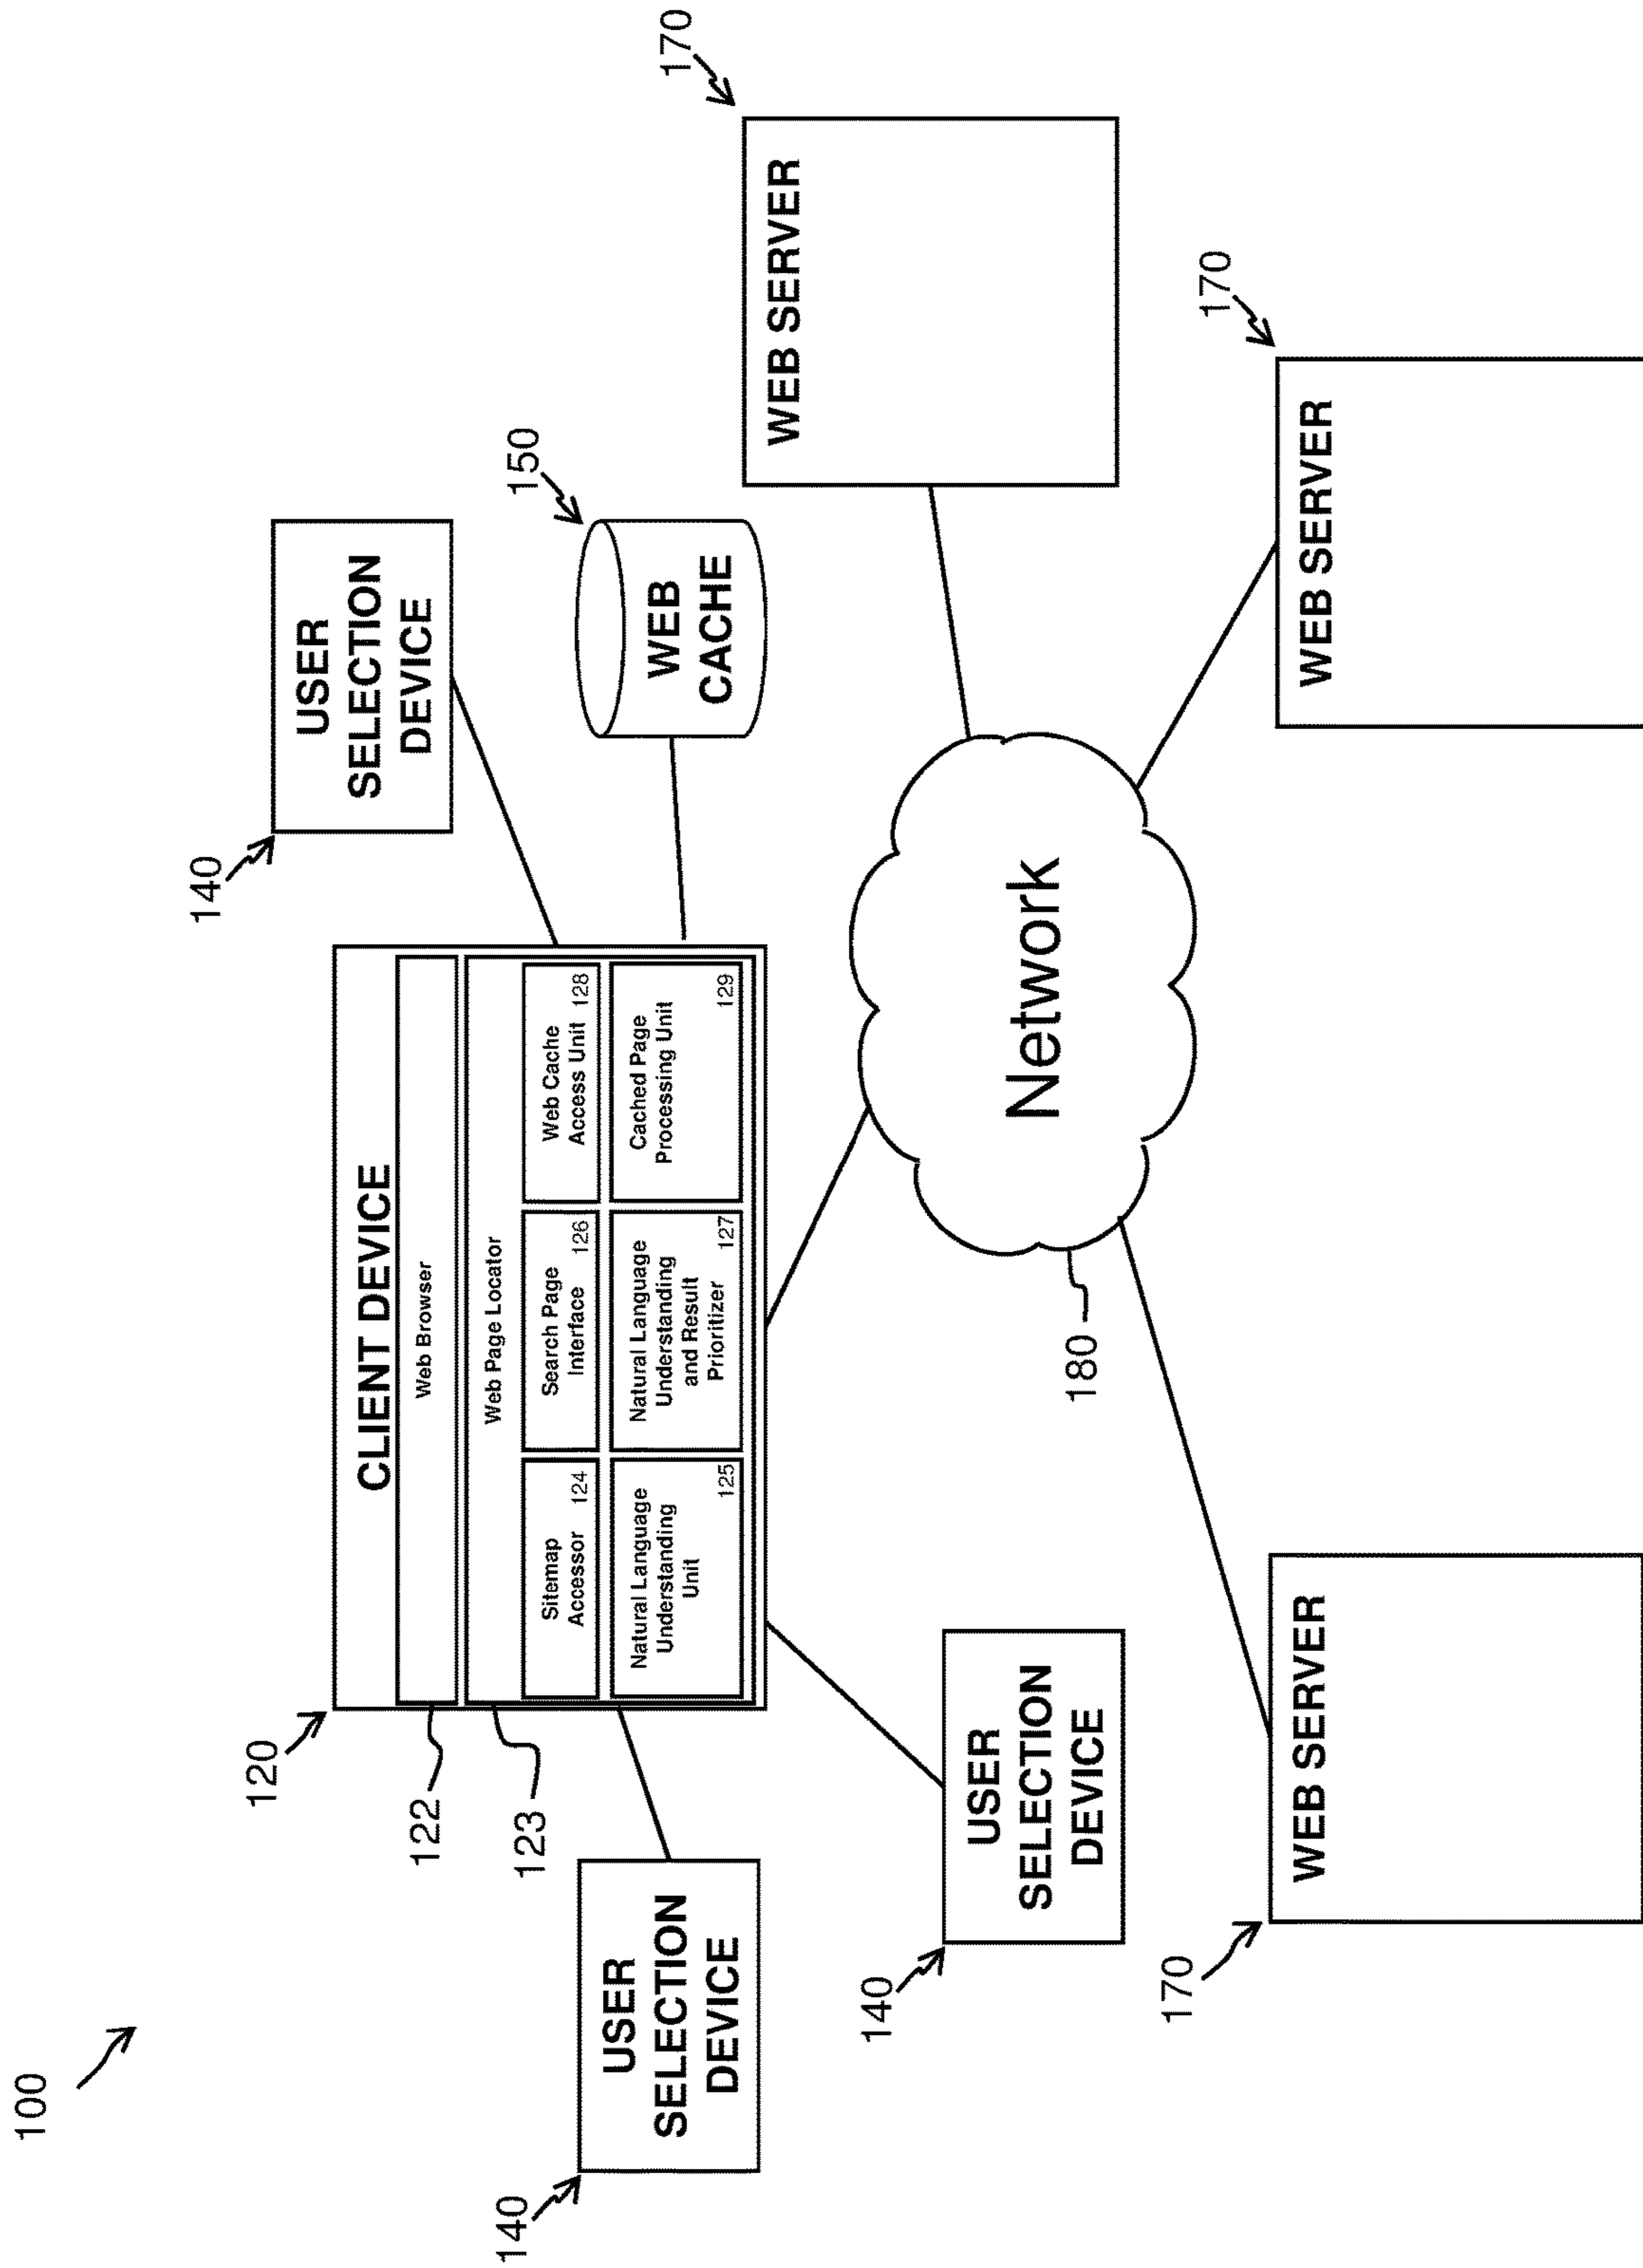 100
120
CLIENT DEVICE
122
Web Browser
123
Web Page Locator
Sitemap
Accessor 124
Search Page
Interface 126
Web Cache
Access Unit 128
Natural Language
Understanding
Unit
125
Natural Language
Understanding
and Result
Prioritizer 127
Cached Page
Processing Unit
129
140
USER
SELECTION
DEVICE
140
USER
SELECTION
DEVICE
140
USER
SELECTION
DEVICE
150
WEB
CACHE
Network
180
170
WEB SERVER
170
WEB SERVER
170
WEB SERVER